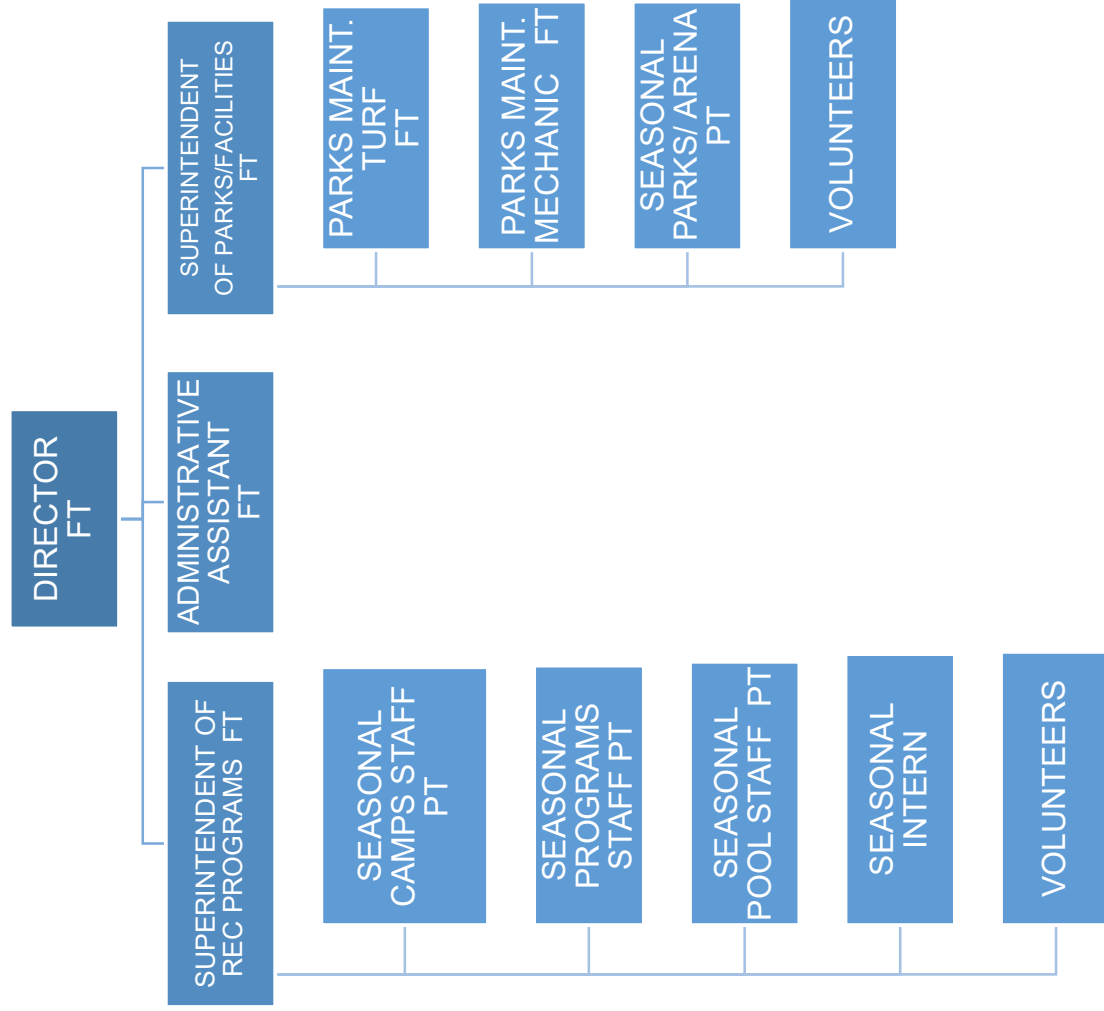 DIRECTOR
FT
SUPERINTENDENT OF
REC PROGRAMS FT
ADMINISTRATIVE
ASSISTANT
FT
SUPERINTENDENT
OF PARKS/FACILITIES
FT
SEASONAL
CAMPS STAFF
PT
SEASONAL
PROGRAMS
STAFF PT
SEASONAL
POOL STAFF PT
SEASONAL
INTERN
VOLUNTEERS
PARKS MAINT.
TURF
FT
PARKS MAINT.
MECHANIC FT
SEASONAL
PARKS/ ARENA
PT
VOLUNTEERS